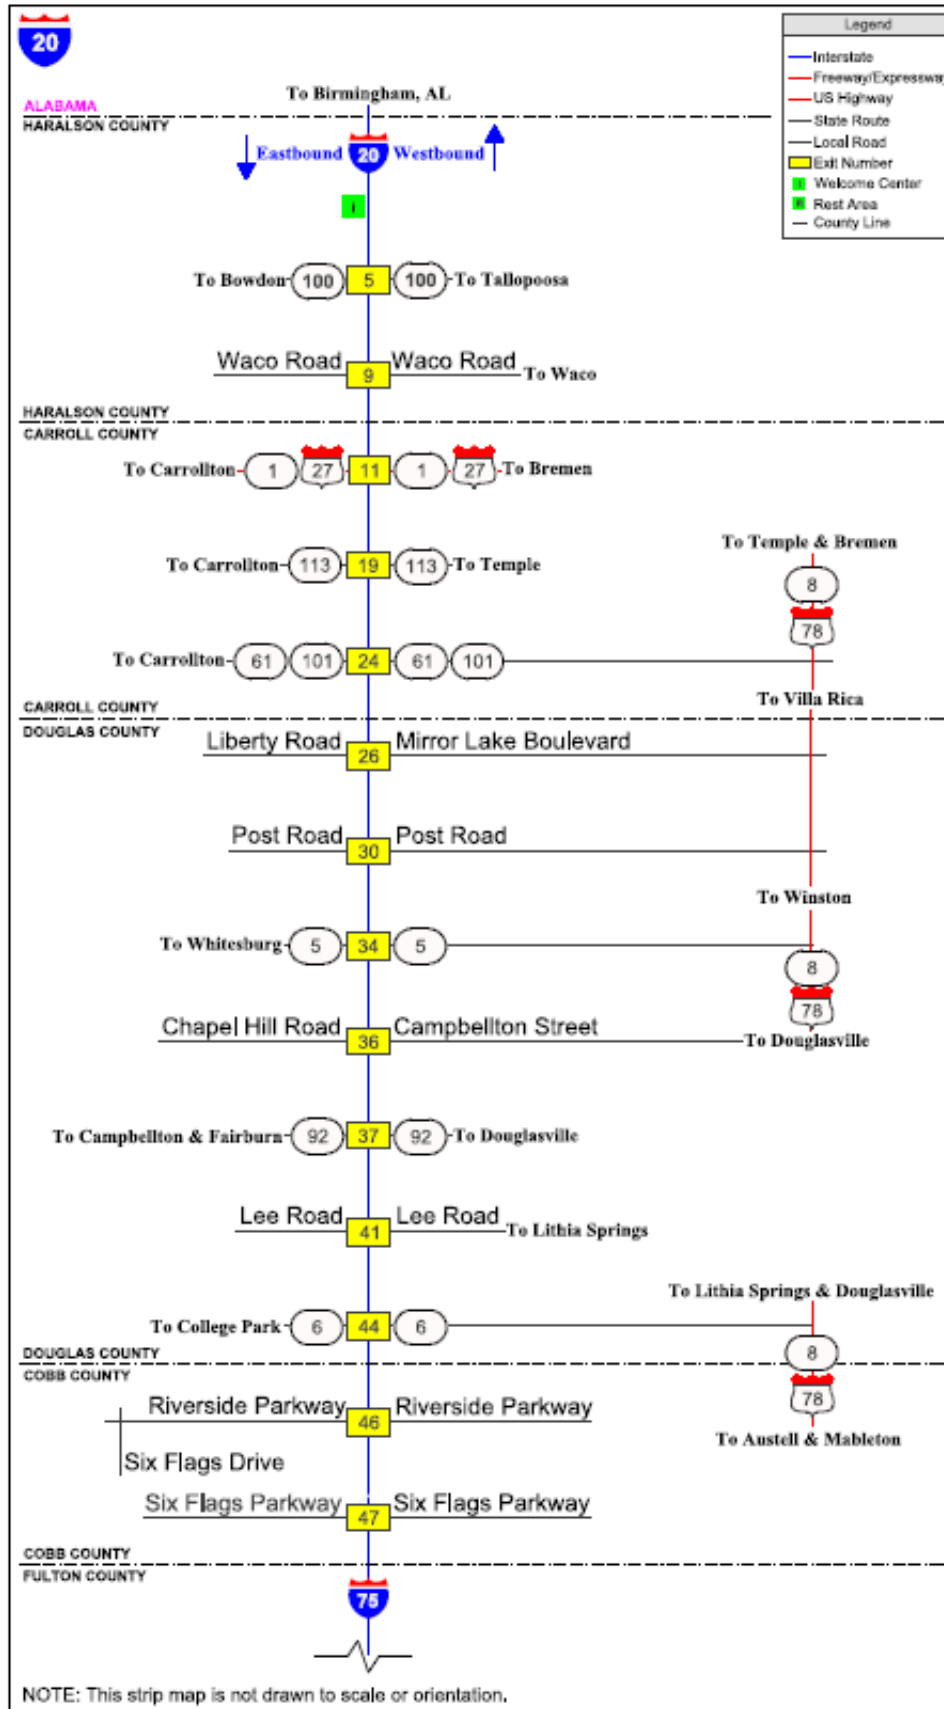 20
Legend
Interstate
Freeway/Expressway
US Highway
State Route
Local Road
Exit Number
Welcome Center
Rest Area
County Line
To Birmingham, AL
ALABAMA
HARALSON COUNTY
Eastbound 20 Westbound
To Bowdon 100 5 100 To Tallopoosa
Waco Road 9 Waco Road To Waco
HARALSON COUNTY
CARROLL COUNTY
To Carrollton 1 27 11 1 27 To Bremen
To Temple & Bremen
To Carrollton 113 19 113 To Temple
8
78
To Carrollton 61 101 24 61 101
To Villa Rica
CARROLL COUNTY
DOUGLAS COUNTY
Liberty Road 26 Mirror Lake Boulevard
Post Road 30 Post Road
To Winston
To Whitesburg 5 34 5
8
78
Chapel Hill Road 36 Campbellton Street To Douglasville
To Campbellton & Fairburn 92 37 92 To Douglasville
Lee Road 41 Lee Road To Lithia Springs
To Lithia Springs & Douglasville
To College Park 6 44 6
8
DOUGLAS COUNTY
COBB COUNTY
78
Riverside Parkway 46 Riverside Parkway
To Austell & Mableton
Six Flags Drive
Six Flags Parkway 47 Six Flags Parkway
COBB COUNTY
FULTON COUNTY
75
NOTE: This strip map is not drawn to scale or orientation.